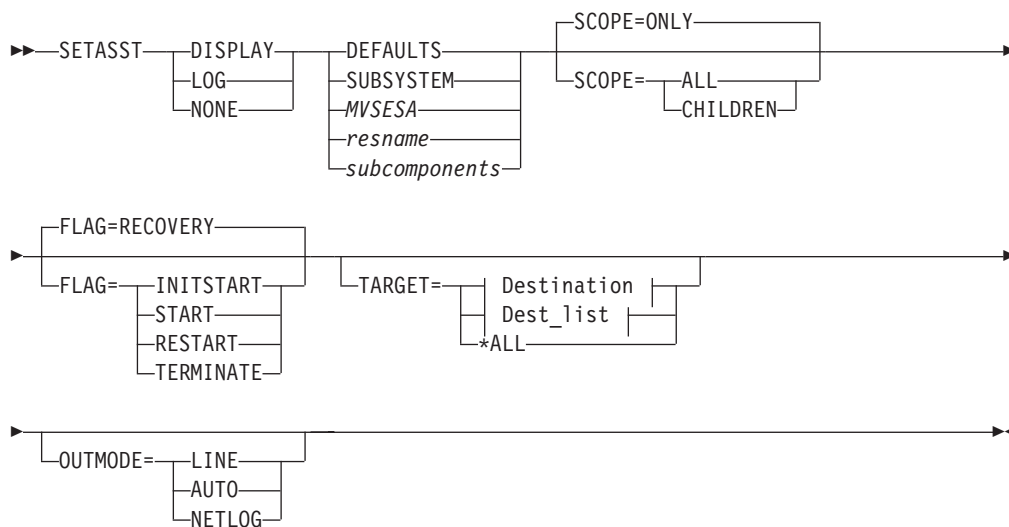 SCOPE=ONLY
SETASST DISPLAY DEFAULTS
LOG SUBSYSTEM SCOPE= ALL
NONE MVSESA CHILDREN
resname
subcomponents
FLAG=RECOVERY
FLAG= INITSTART TARGET= Destination
START Dest_list
RESTART *ALL
TERMINATE
OUTMODE= LINE
AUTO
NETLOG